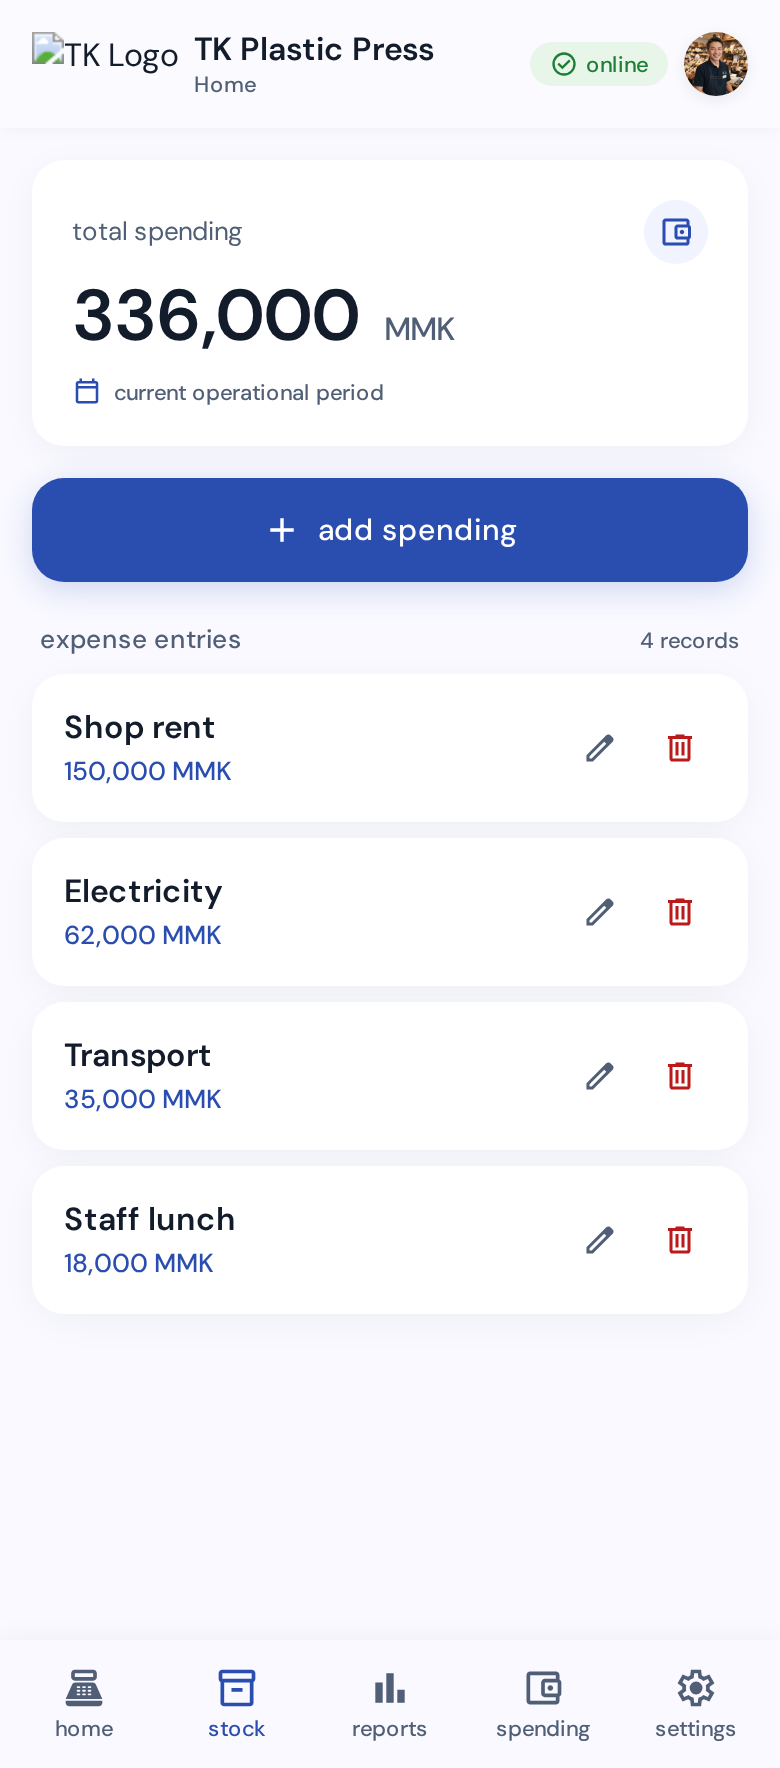 TK Logo
TK Plastic Press
Home
online
total spending
336,000 MMK
current operational period
add spending
expense entries
4 records
Shop rent
150,000 MMK
Electricity
62,000 MMK
Transport
35,000 MMK
Staff lunch
18,000 MMK
home
stock
reports
spending
settings